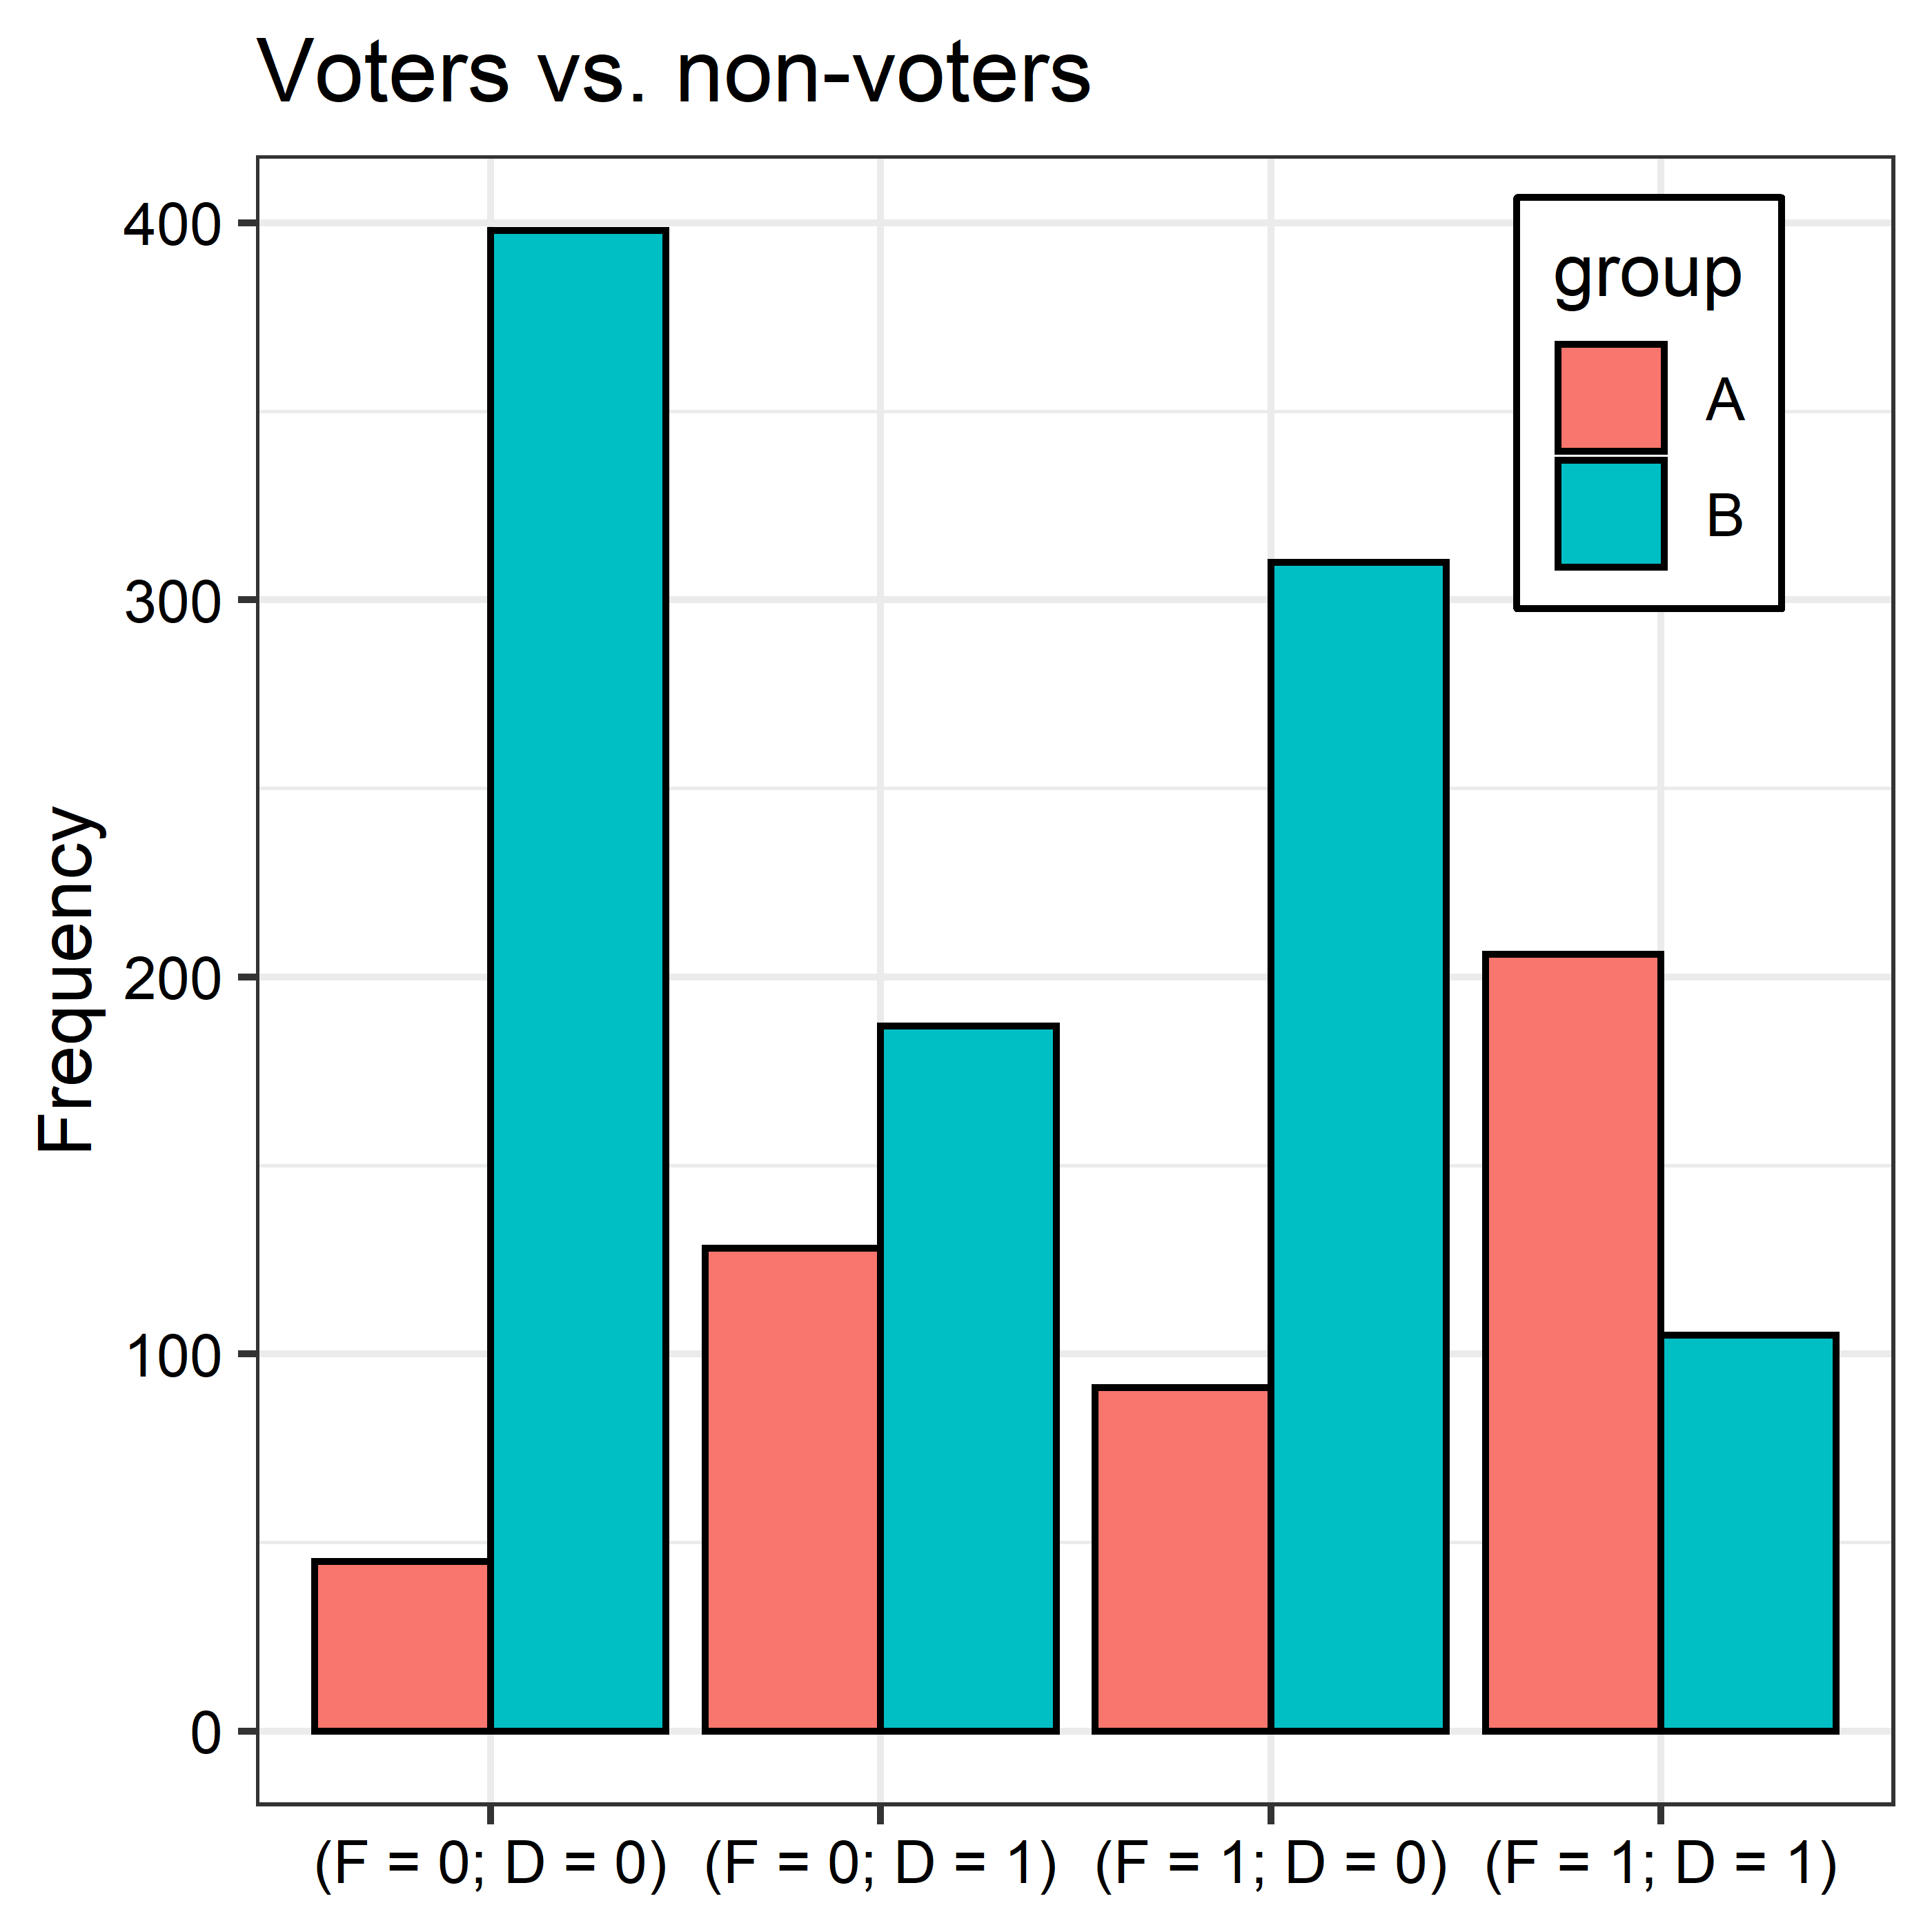 Voters vs. non-voters
Frequency
400
300
200
100
0
group
A
B
(F = 0; D = 0) (F = 0; D = 1) (F = 1; D = 0) (F = 1; D = 1)